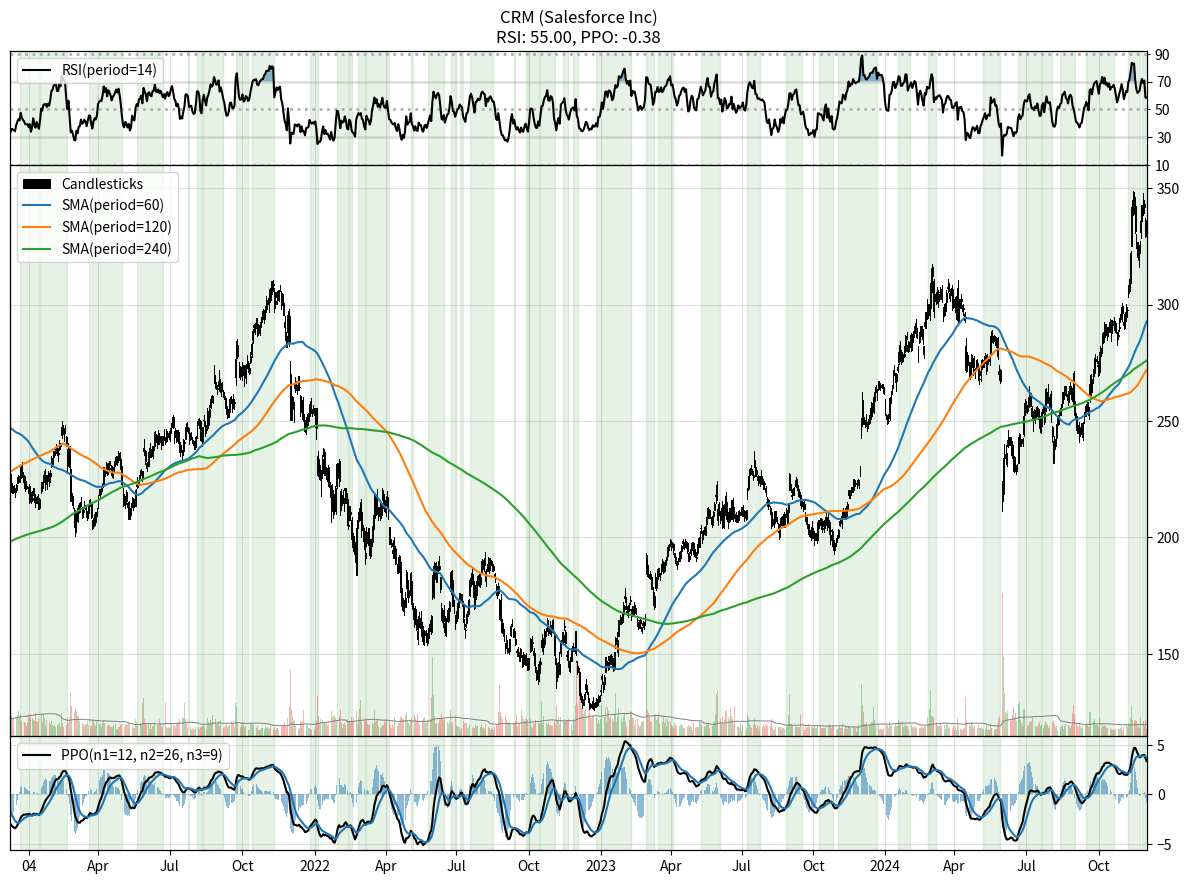 CRM (Salesforce Inc)
RSI: 55.00, PPO: -0.38
RSI(period=14)
90
70
50
30
10
Candlesticks
SMA(period=60)
SMA(period=120)
SMA(period=240)
350
300
250
200
150
PPO(n1=12, n2=26, n3=9)
5
0
−5
04 Apr Jul Oct 2022 Apr Jul Oct 2023 Apr Jul Oct 2024 Apr Jul Oct